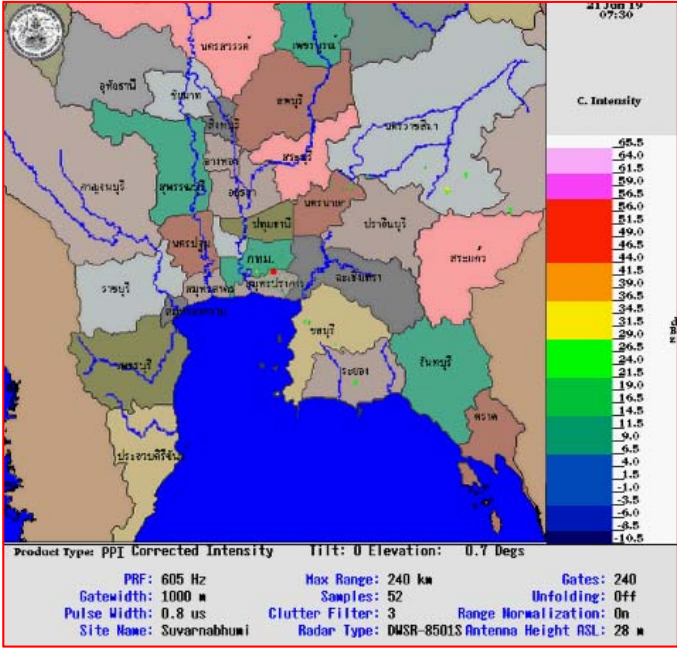 21 Jun 19
07:30
C. Intensity
นครสวรรค์
เพชรบูรณ์
อุทัยธานี
ชัยนาท
ลพบุรี
สิงห์บุรี
นครราชสีมา
อ่างทอง
สระบุรี
กาญจนบุรี
สุพรรณบุรี
อยุธยา
นครนายก
ปราจีนบุรี
ปทุมธานี
นครปฐม
กทม.
สระแก้ว
ราชบุรี
สมุทรสาคร
สมุทรปราการ
ฉะเชิงเทรา
สมุทรสงคราม
ชลบุรี
เพชรบุรี
ระยอง
จันทบุรี
ตราด
ประจวบคีรีขันธ์
65.5
64.0
61.5
59.0
56.5
56.0
51.5
49.0
46.5
44.0
41.5
39.0
36.5
34.5
31.5
29.0
26.5
24.0
21.5
19.0
16.5
14.5
11.5
9.0
6.5
4.0
1.5
-1.0
-3.5
-6.0
-8.5
-10.5
Product Type: PPI Corrected Intensity Tilt: 0 Elevation: 0.7 Degs
PRF: 605 Hz Max Range: 240 km Gates: 240
Gatewidth: 1000 m Samples: 52 Unfolding: Off
Pulse Width: 0.8 us Clutter Filter: 3 Range Normalization: On
Site Name: Suvarnabhumi Radar Type: DWSR-8501S Antenna Height ASL: 28 m